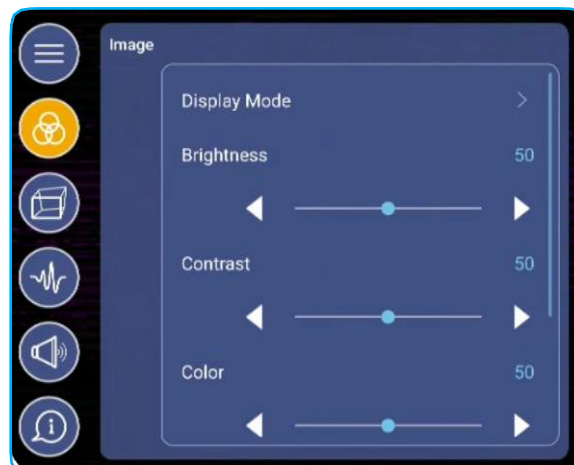 Image
Display Mode >
Brightness 50
Contrast 50
Color 50